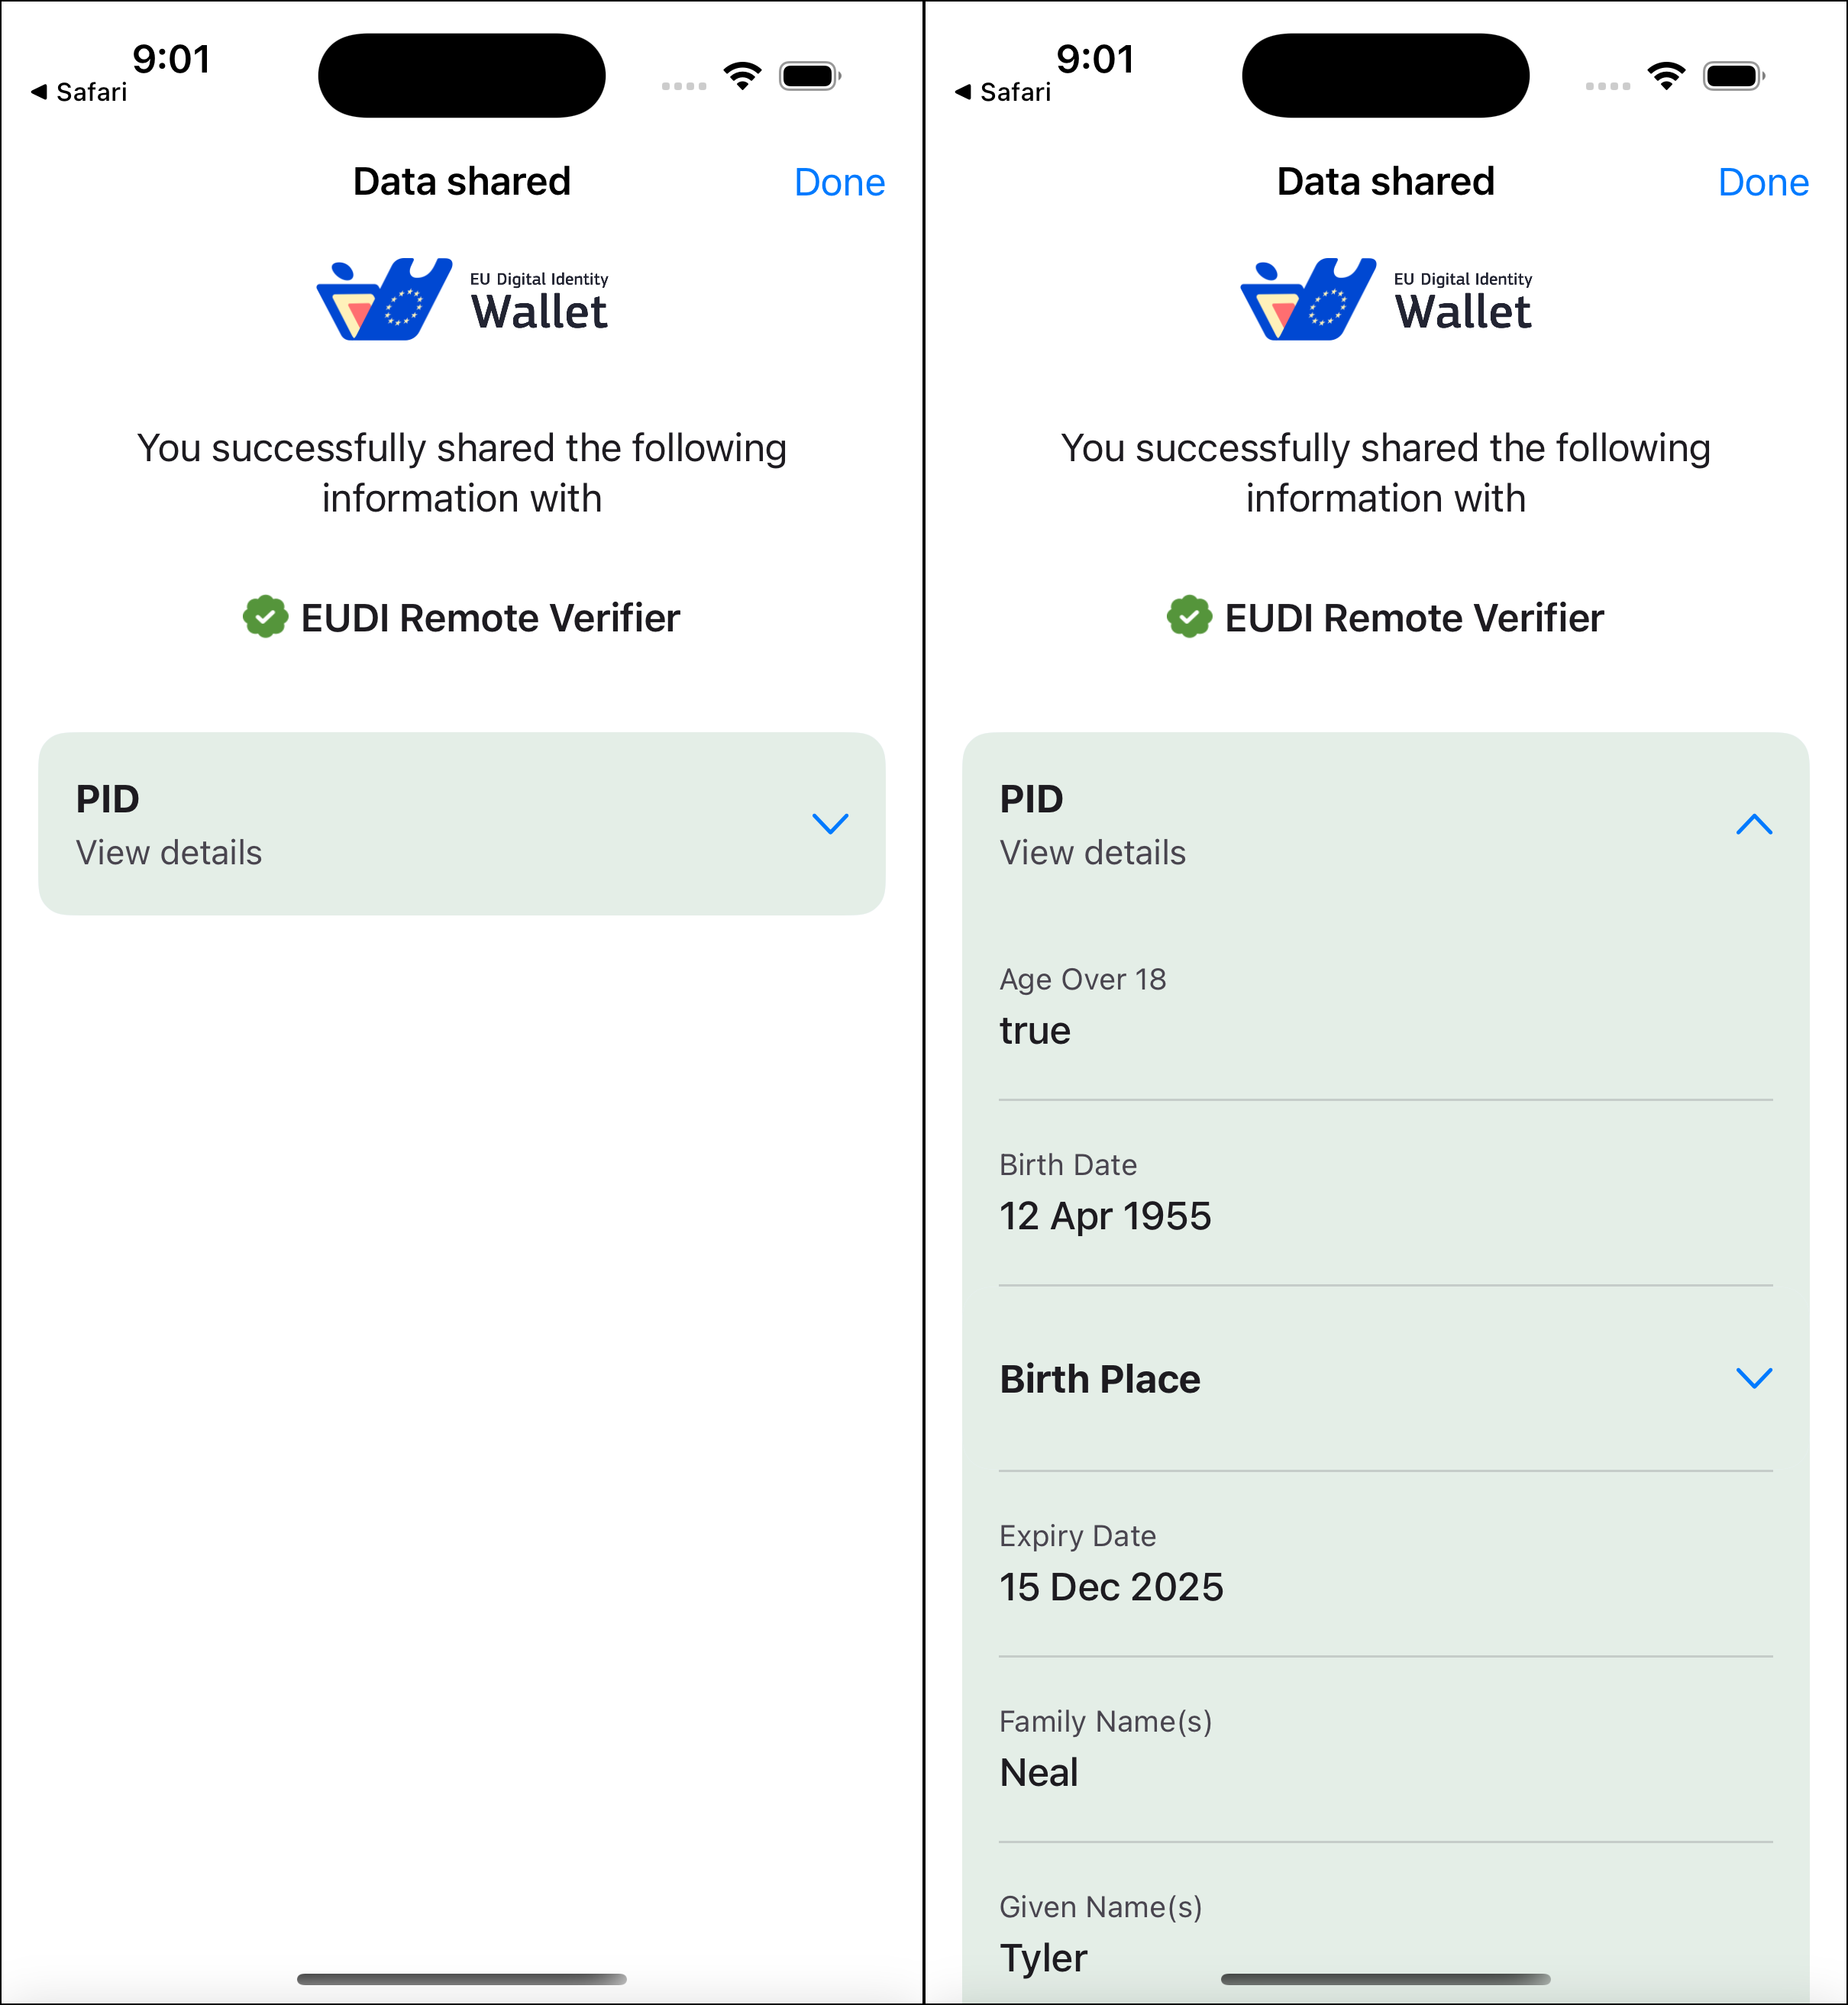 9:01
Safari
Data shared
Done
EU Digital Identity
Wallet
You successfully shared the following
information with
EUDI Remote Verifier
PID
View details
9:01
Safari
Data shared
Done
EU Digital Identity
Wallet
You successfully shared the following
information with
EUDI Remote Verifier
PID
View details
Age Over 18
true
Birth Date
12 Apr 1955
Birth Place
Expiry Date
15 Dec 2025
Family Name(s)
Neal
Given Name(s)
Tyler